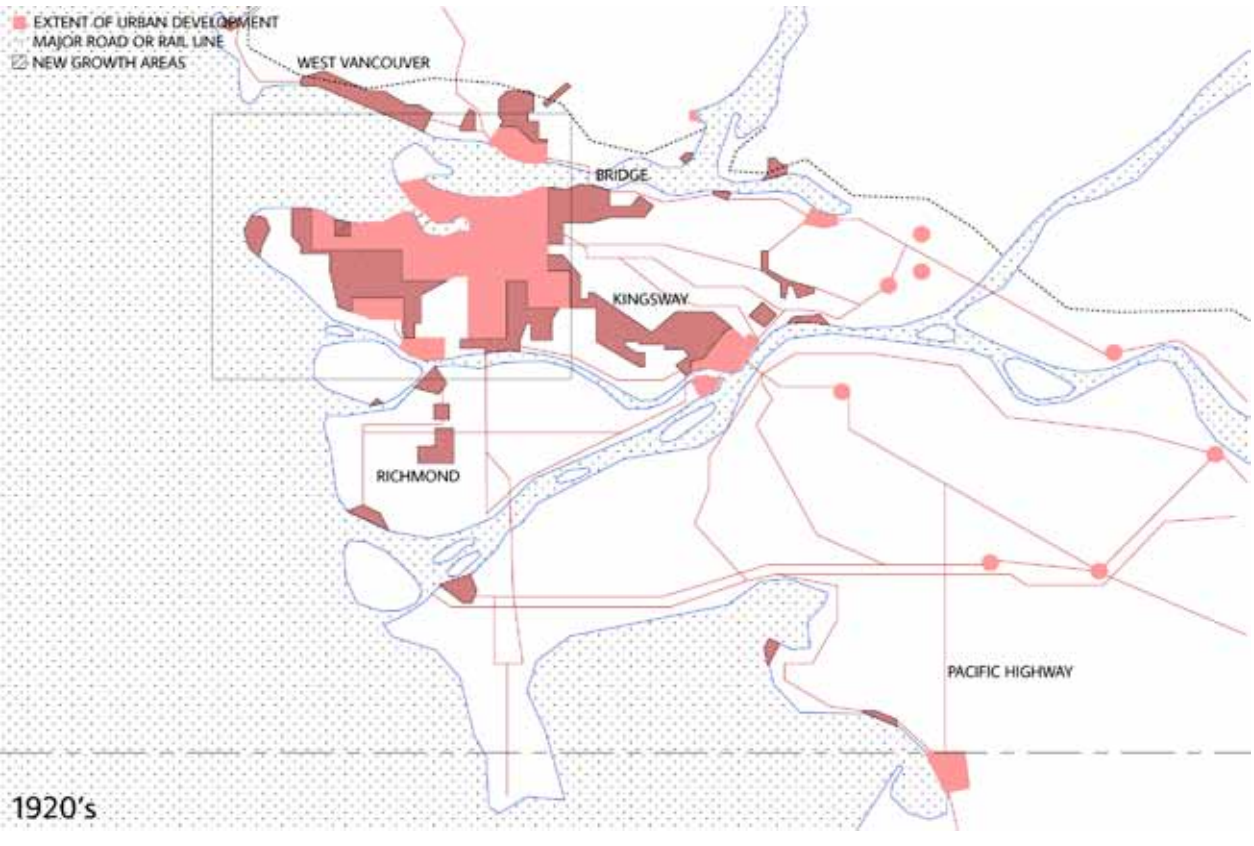 EXTENT OF URBAN DEVELOPMENT
MAJOR ROAD OR RAIL LINE
NEW GROWTH AREAS
WEST VANCOUVER
BRIDGE
KINGSWAY
RICHMOND
PACIFIC HIGHWAY
1920's